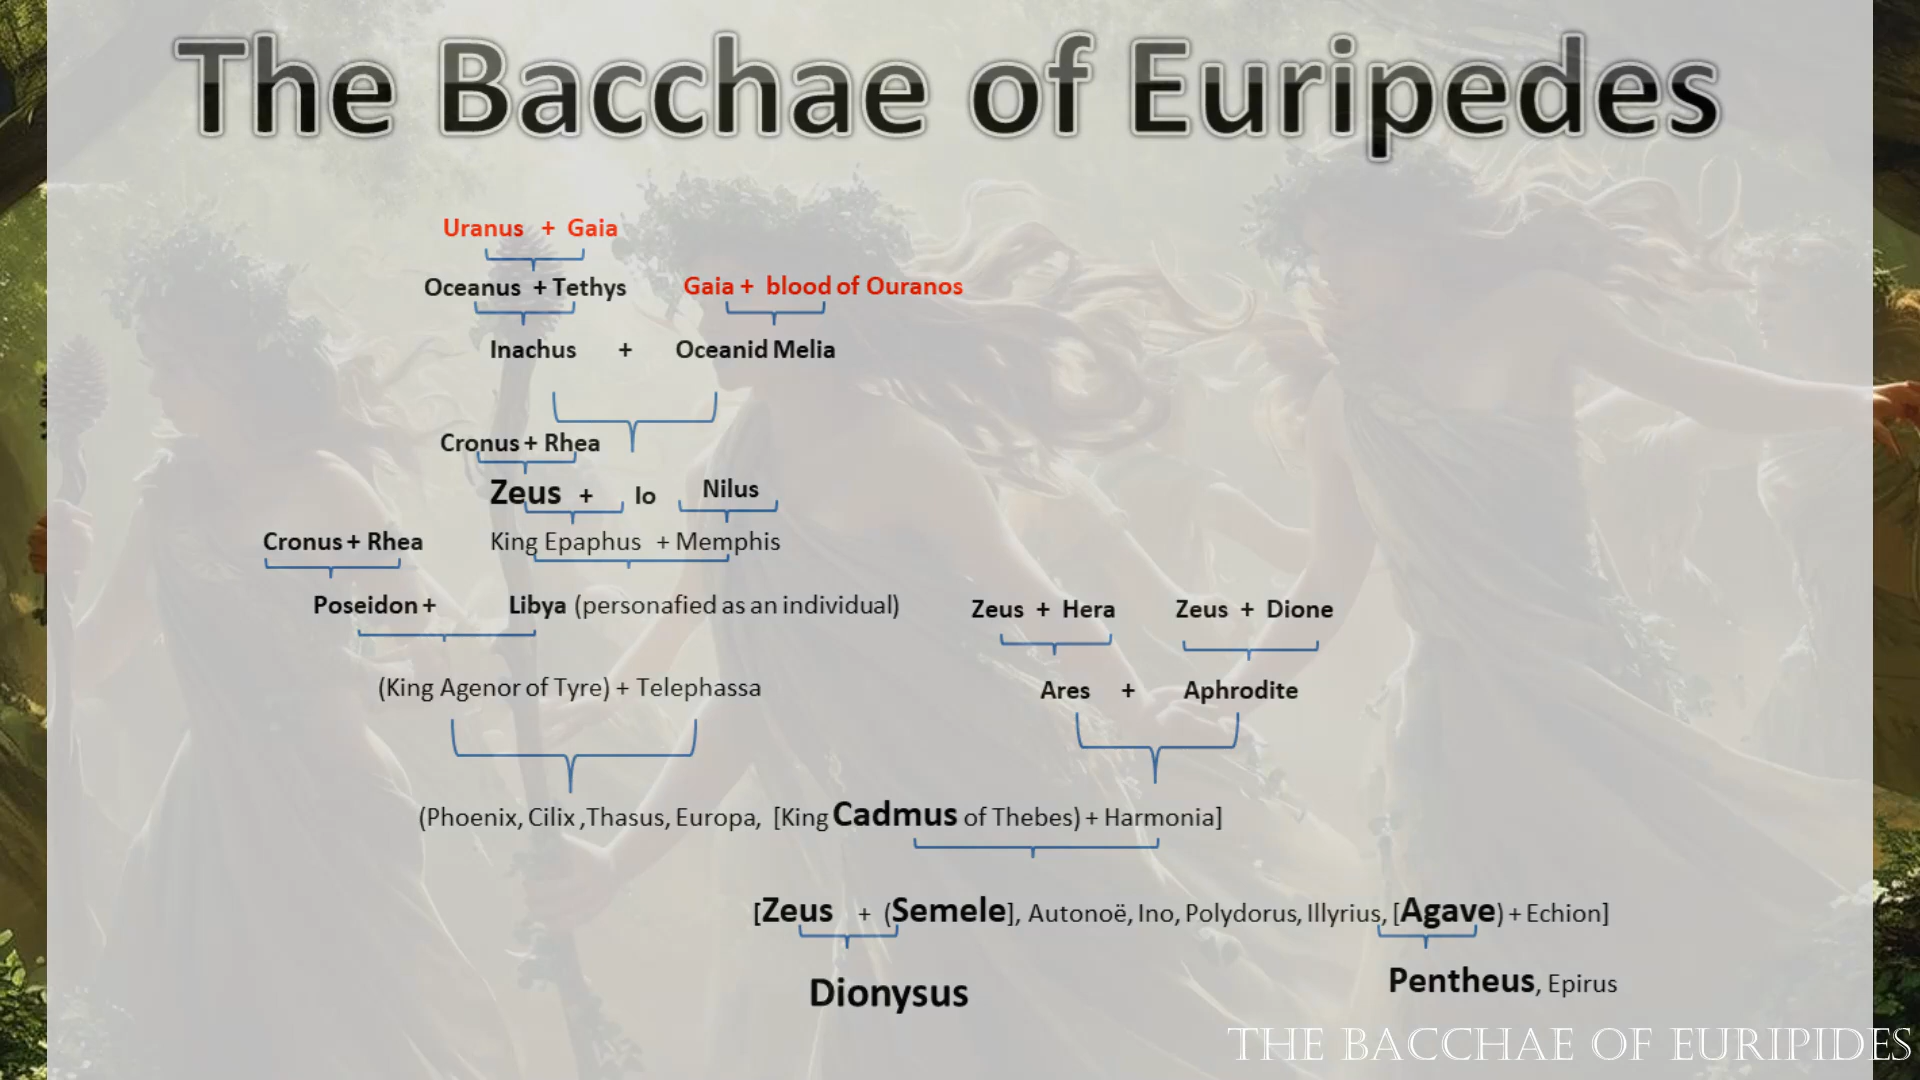 The Bacchae of Euripedes
Uranus + Gaia
Oceanus + Tethys
Gaia + blood of Ouranos
Inachus + Oceanid Melia
Cronus + Rhea
Zeus + Io
Nilus
Cronus + Rhea
King Epaphus + Memphis
Poseidon +
Libya (personafied as an individual)
Zeus + Hera
Zeus + Dione
(King Agenor of Tyre) + Telephassa
Ares + Aphrodite
(Phoenix, Cilix ,Thasus, Europa, [King Cadmus of Thebes) + Harmonia]
[Zeus + (Semele], Autonoë, Ino, Polydorus, Illyrius, [Agave) + Echion]
Dionysus
Pentheus, Epirus
THE BACCHAE OF EURIPIDES